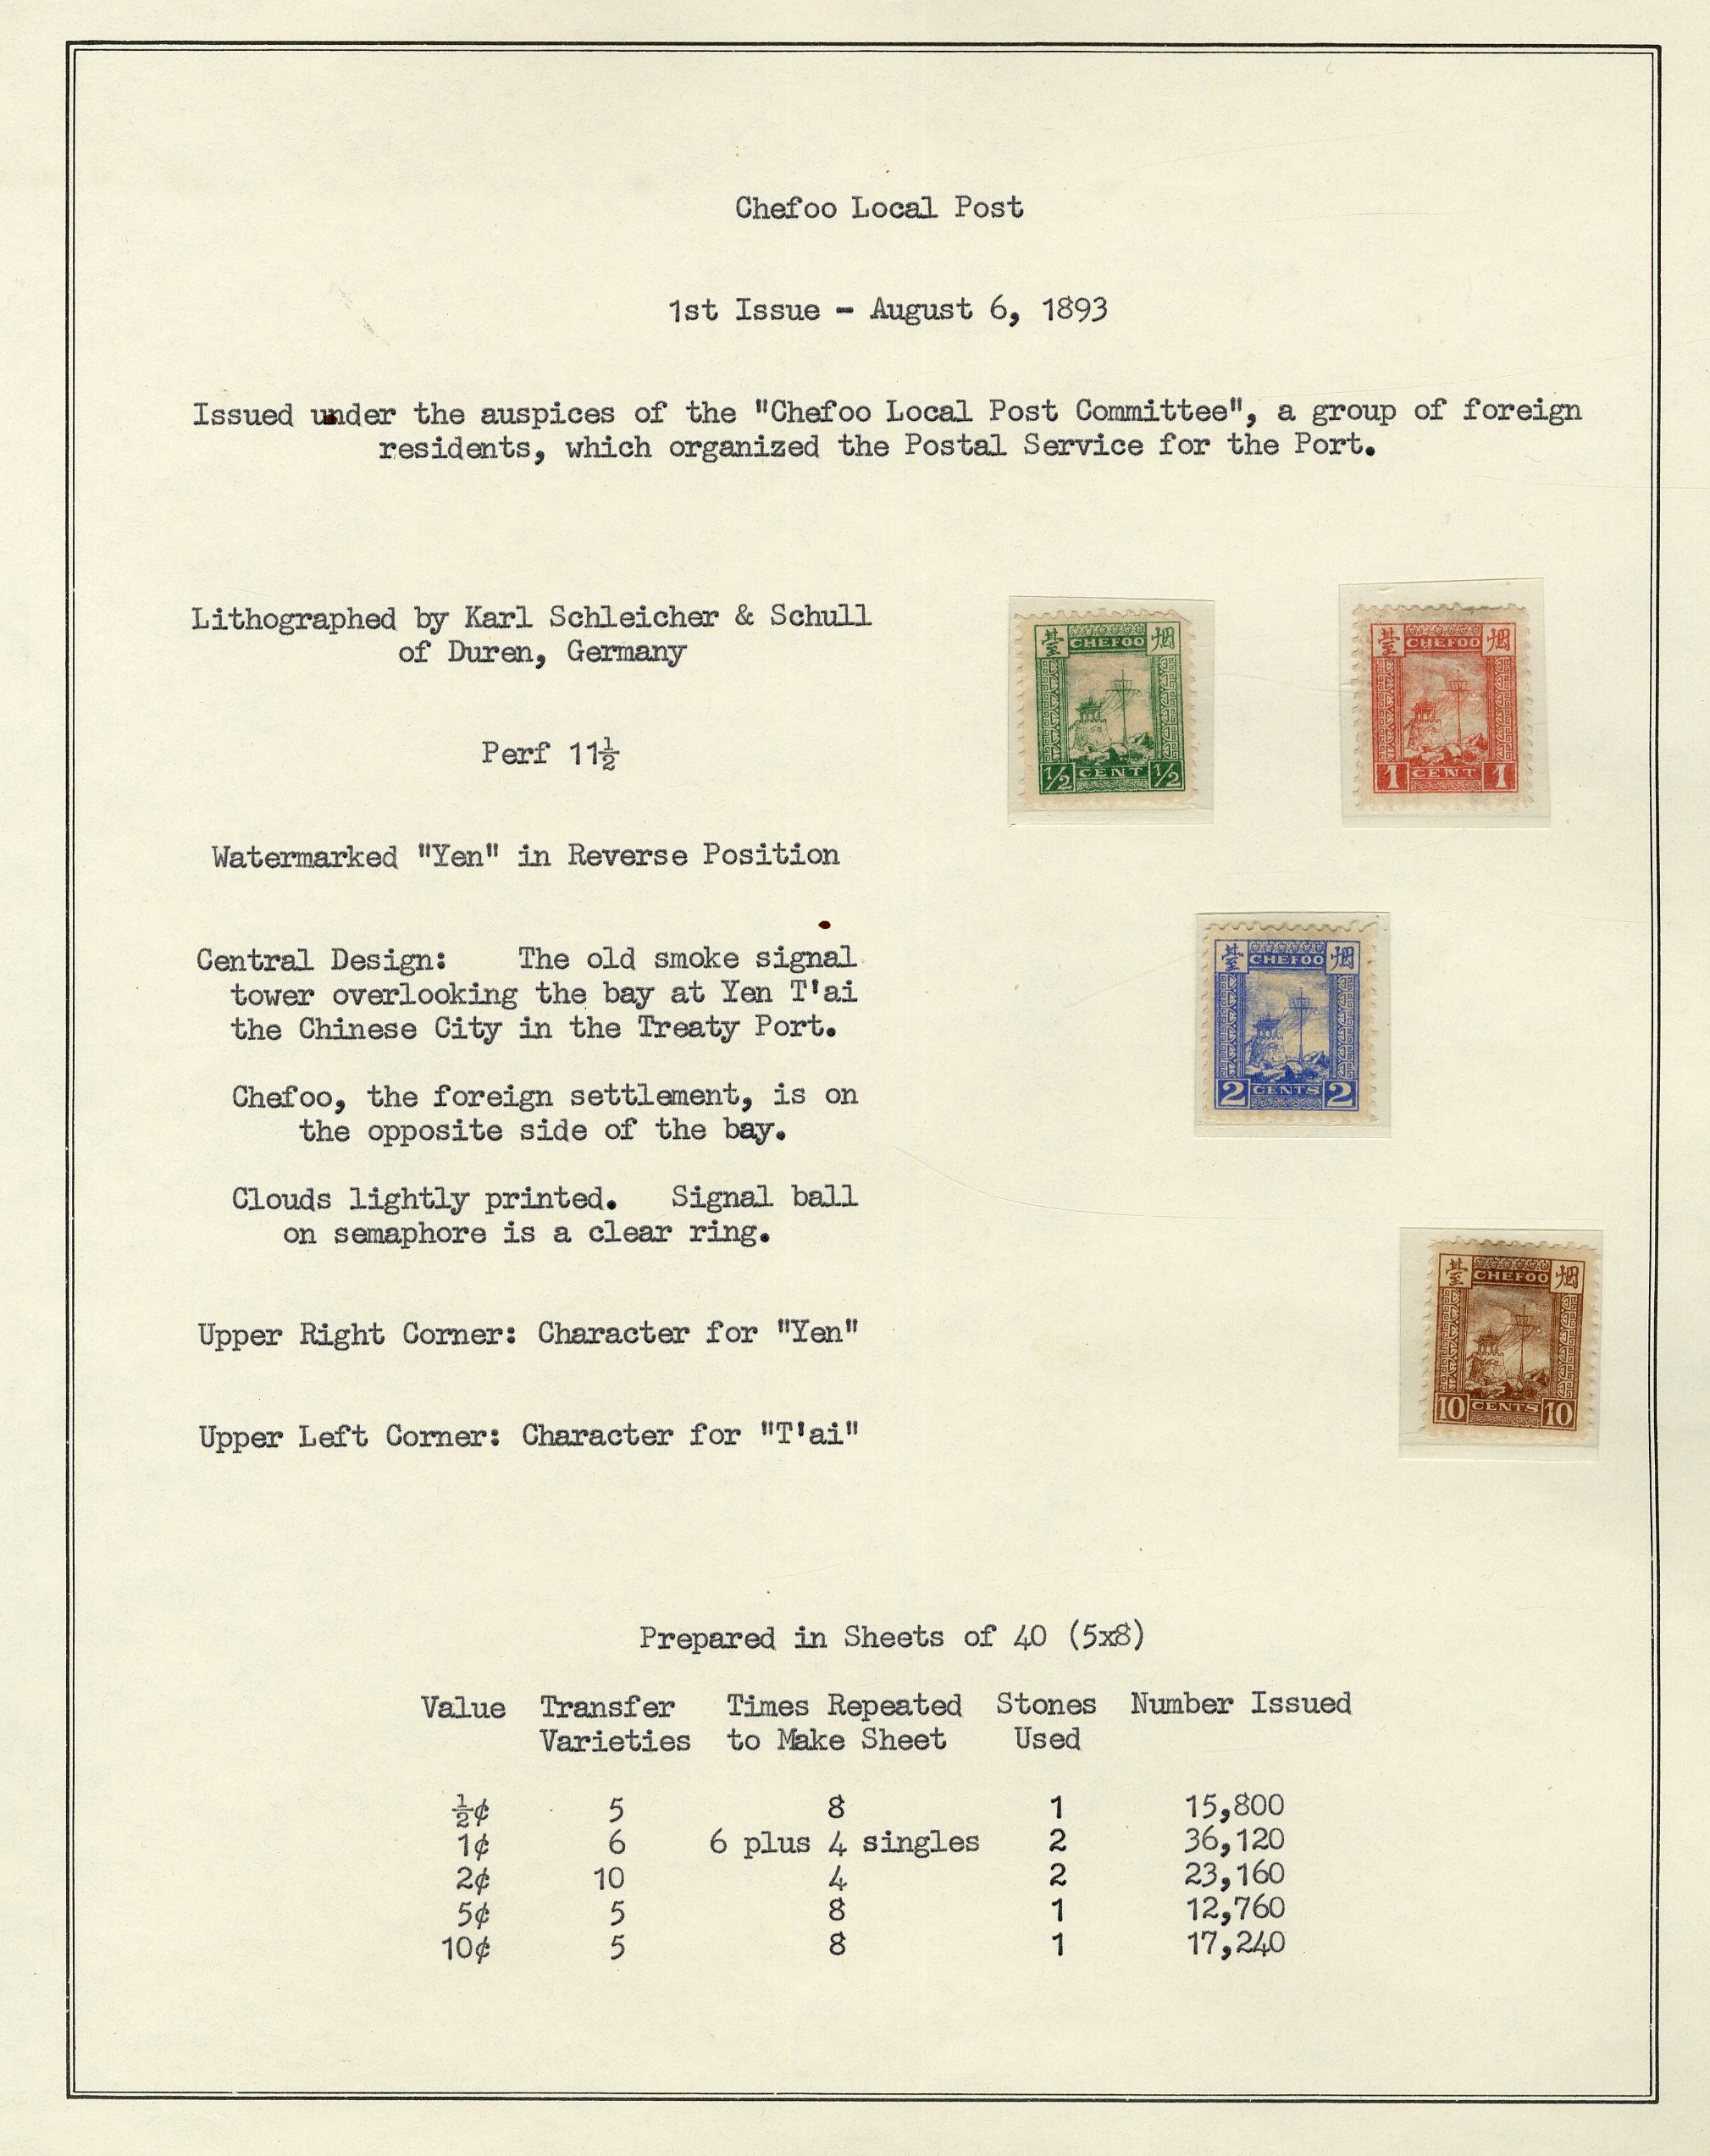 Chefoo Local Post
1st Issue - August 6, 1893
Issued under the auspices of the "Chefoo Local Post Committee", a group of foreign
residents, which organized the Postal Service for the Port.
Lithographed by Karl Schleicher & Schull
of Duren, Germany
Perf 11½
Watermarked "Yen" in Reverse Position
Central Design: The old smoke signal
tower overlooking the bay at Yen T'ai
the Chinese City in the Treaty Port.
Chefoo, the foreign settlement, is on
the opposite side of the bay.
Clouds lightly printed. Signal ball
on semaphore is a clear ring.
Upper Right Corner: Character for "Yen"
Upper Left Corner: Character for "T'ai"
臺 CHEFOO 烟
½ CENT ½
臺 CHEFOO 烟
1 CENT 1
臺 CHEFOO 烟
2 CENTS 2
臺 CHEFOO 烟
10 CENTS 10
Prepared in Sheets of 40 (5x8)
Value Transfer Times Repeated Stones Number Issued
Varieties to Make Sheet Used
½¢ 5 8 1 15,800
1¢ 6 6 plus 4 singles 2 36,120
2¢ 10 4 2 23,160
5¢ 5 8 1 12,760
10¢ 5 8 1 17,240